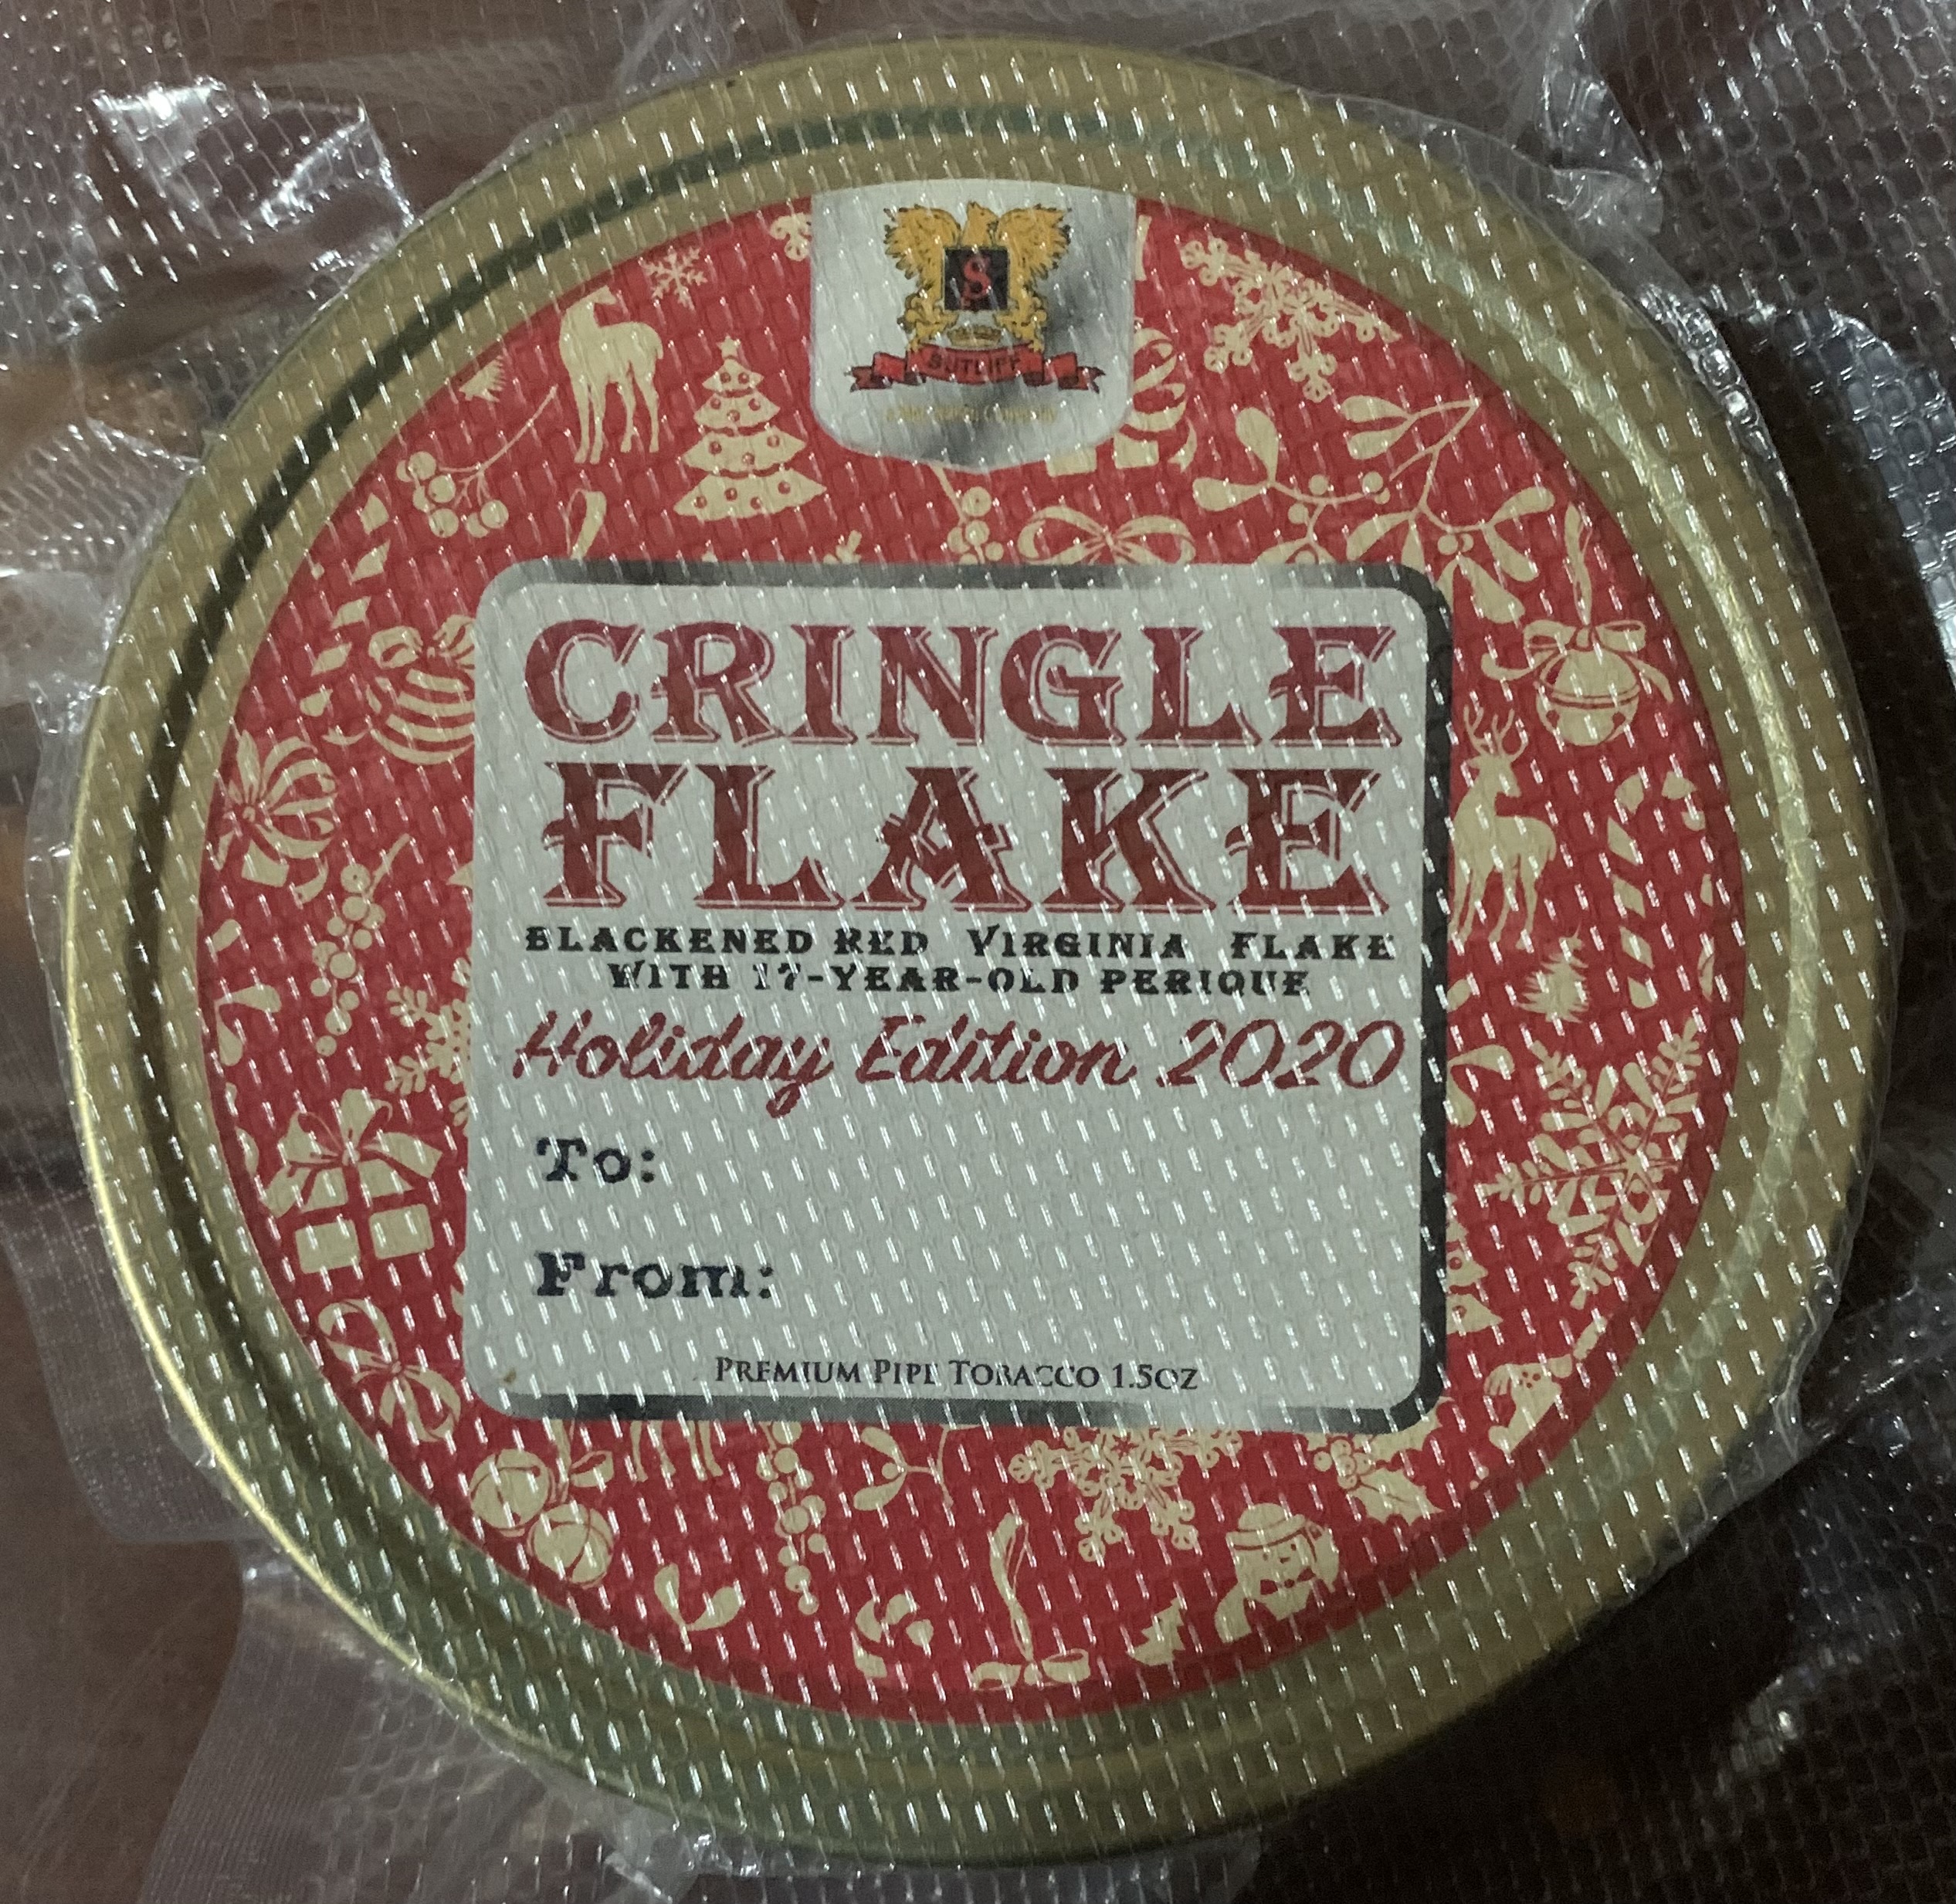 S
SUTLIFF
CRINGLE
FLAKE
BLACKENED RED VIRGINIA FLAKE
WITH 17-YEAR-OLD PERIQUE
Holiday Edition 2020
To:
From:
PREMIUM PIPE TOBACCO 1.5OZ